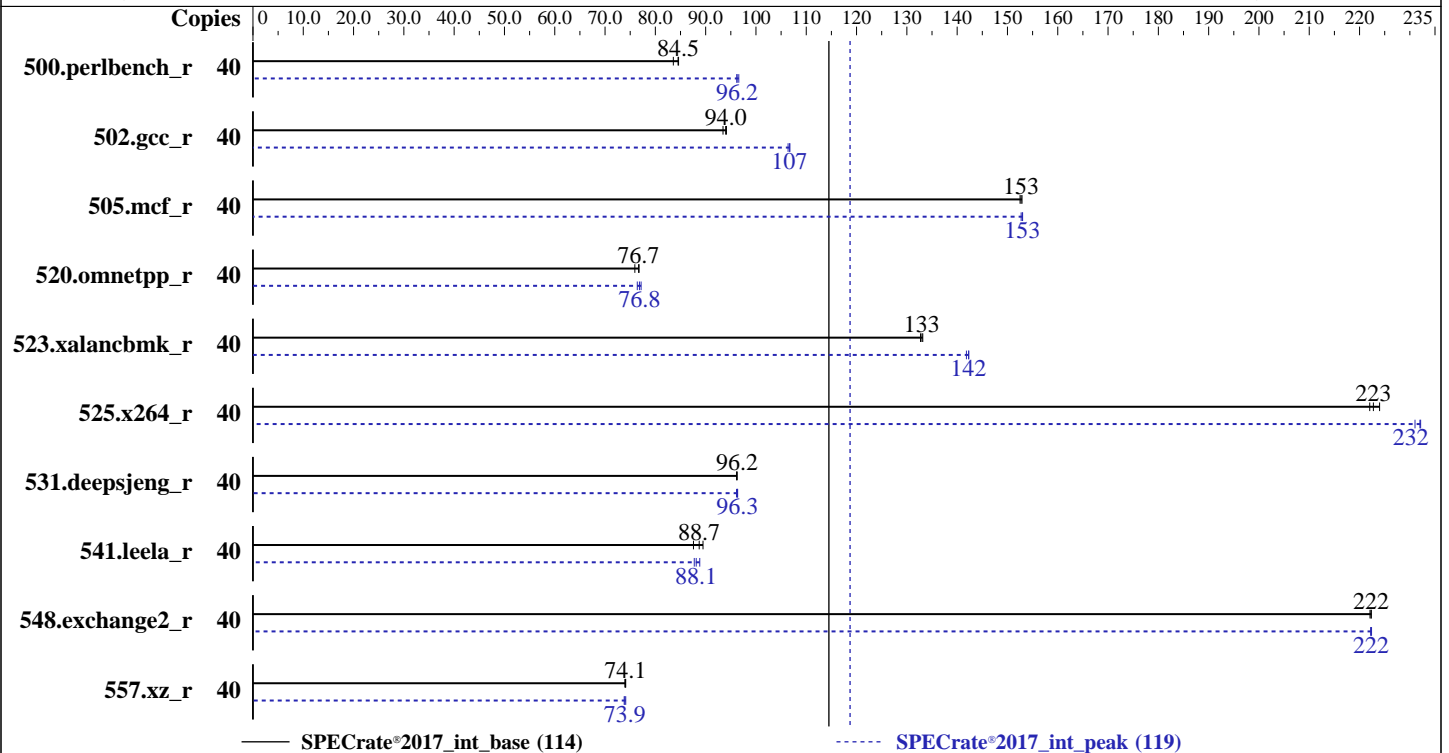 Copies 0 10.0 20.0 30.0 40.0 50.0 60.0 70.0 80.0 90.0 100 110 120 130 140 150 160 170 180 190 200 210 220 235
84.5
500.perlbench_r 40
96.2
94.0
502.gcc_r 40
107
153
505.mcf_r 40
153
76.7
520.omnetpp_r 40
76.8
133
523.xalancbmk_r 40
142
223
525.x264_r 40
232
96.2
531.deepsjeng_r 40
96.3
88.7
541.leela_r 40
88.1
222
548.exchange2_r 40
222
74.1
557.xz_r 40
73.9
SPECrate®2017_int_base (114) SPECrate®2017_int_peak (119)